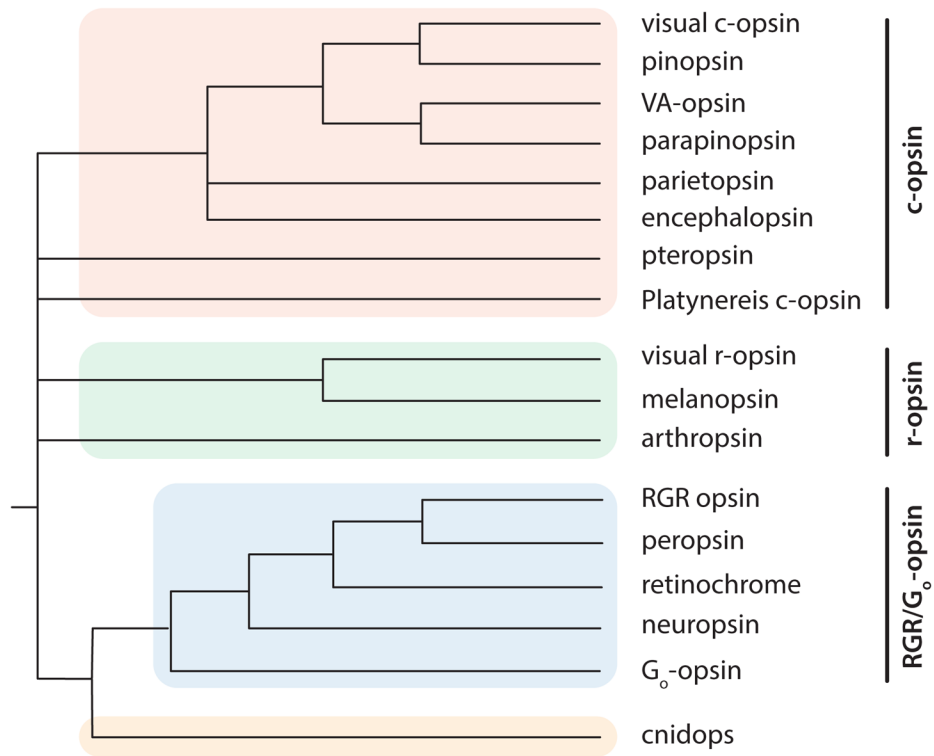 visual c-opsin
pinopsin
VA-opsin
parapinopsin
parietopsin
encephalopsin
pteropsin
Platynereis c-opsin
c-opsin
visual r-opsin
melanopsin
arthropsin
r-opsin
RGR opsin
peropsin
retinochrome
neuropsin
Go-opsin
RGR/Go-opsin
cnidops